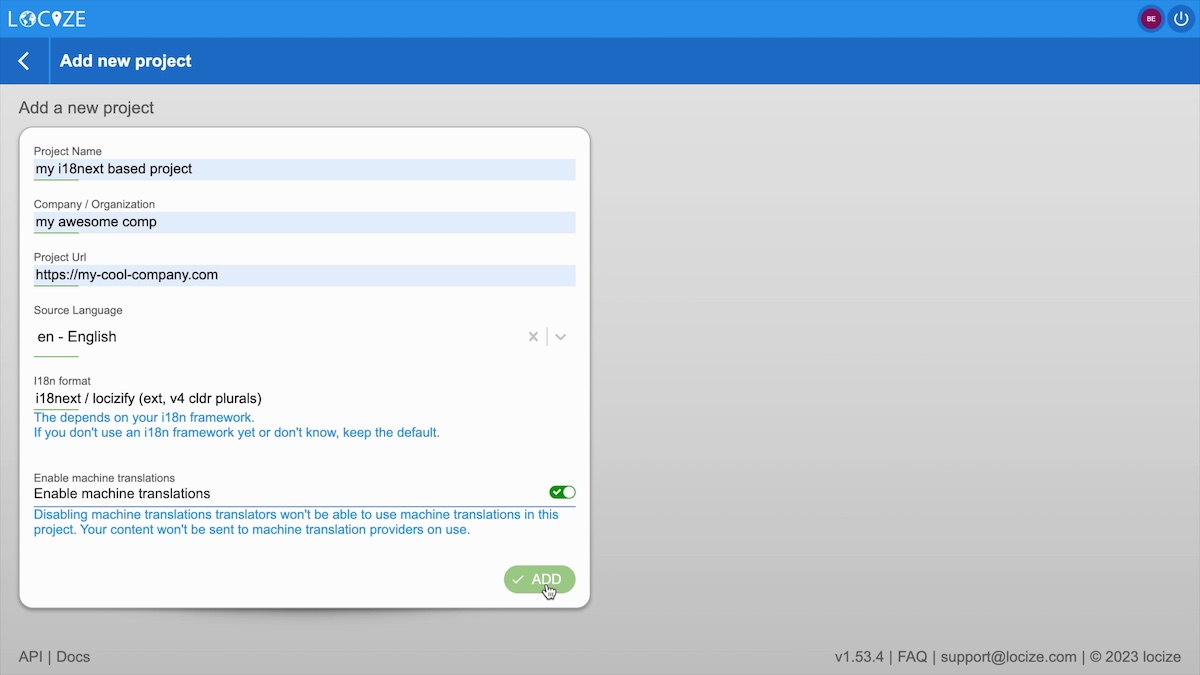 LOCIZE
BE
Add new project
Add a new project
Project Name
my i18next based project
Company / Organization
my awesome comp
Project Url
https://my-cool-company.com
Source Language
en - English
I18n format
i18next / locizify (ext, v4 cldr plurals)
The depends on your i18n framework.
If you don't use an i18n framework yet or don't know, keep the default.
Enable machine translations
Enable machine translations
Disabling machine translations translators won't be able to use machine translations in this
project. Your content won't be sent to machine translation providers on use.
ADD
API | Docs
v1.53.4 | FAQ | support@locize.com | © 2023 locize